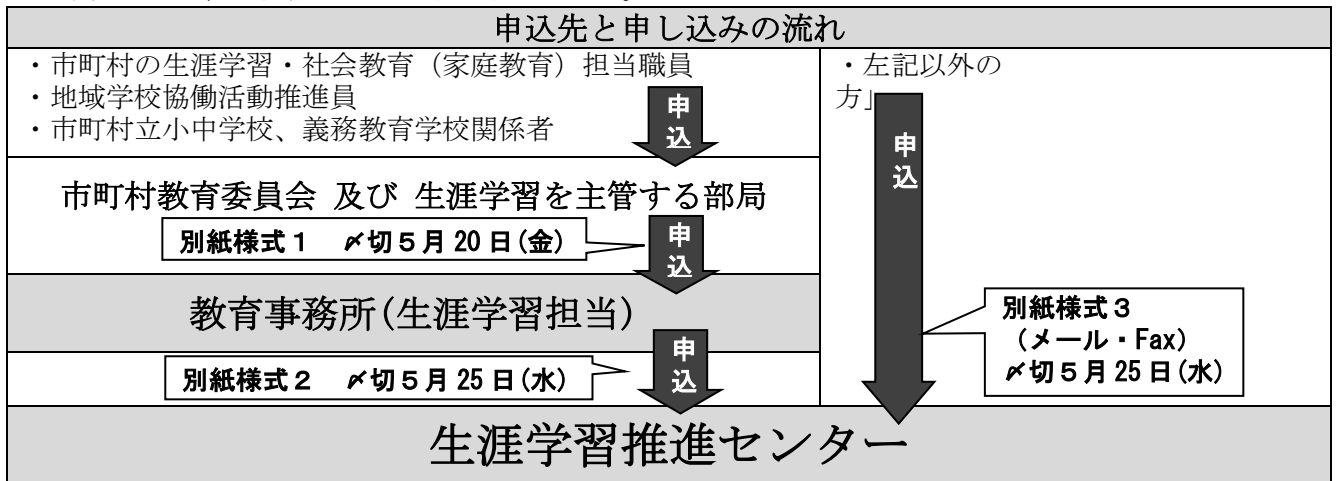 申込先と申し込みの流れ
・市町村の生涯学習・社会教育（家庭教育）担当職員
・地域学校協働活動推進員
・市町村立小中学校、義務教育学校関係者
申込
市町村教育委員会 及び 生涯学習を主管する部局
別紙様式１　〆切５月20日(金)
申込
教育事務所(生涯学習担当)
別紙様式２　〆切５月25日(水)
申込
・左記以外の
方」
申込
別紙様式３
（メール・Fax）
〆切５月25日(水)
生涯学習推進センター